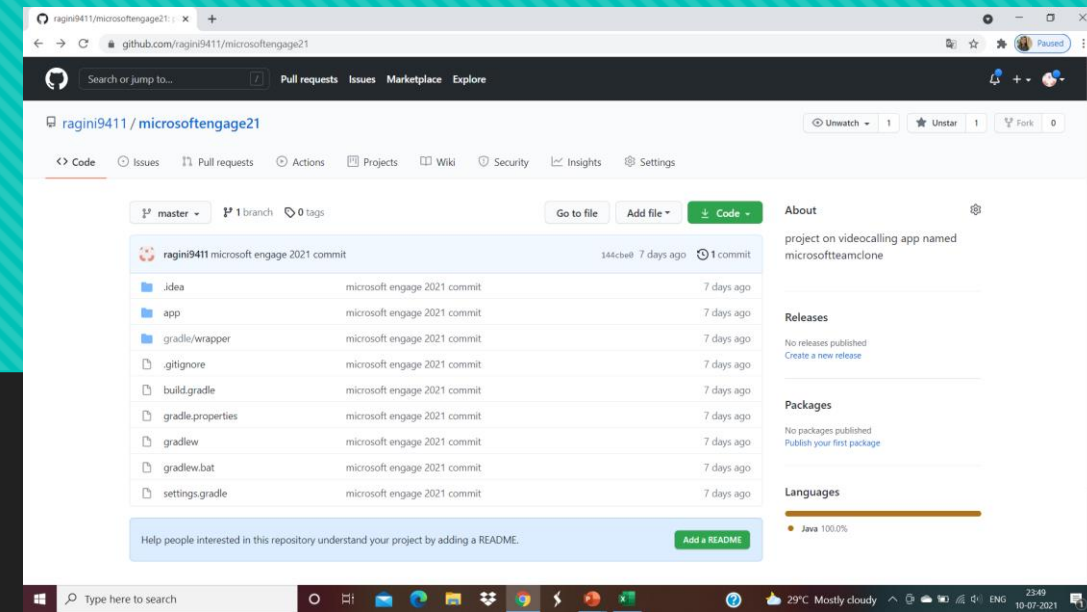 ragini9411/microsoftengage21: p
github.com/ragini9411/microsoftengage21
Paused
Search or jump to...
/
Pull requests Issues Marketplace Explore
ragini9411 / microsoftengage21
Unwatch 1
Unstar 1
Fork 0
Code Issues Pull requests Actions Projects Wiki Security Insights Settings
master 1 branch 0 tags
Go to file Add file Code
ragini9411 microsoft engage 2021 commit 144cbe0 7 days ago 1 commit
.idea microsoft engage 2021 commit 7 days ago
app microsoft engage 2021 commit 7 days ago
gradle/wrapper microsoft engage 2021 commit 7 days ago
.gitignore microsoft engage 2021 commit 7 days ago
build.gradle microsoft engage 2021 commit 7 days ago
gradle.properties microsoft engage 2021 commit 7 days ago
gradlew microsoft engage 2021 commit 7 days ago
gradlew.bat microsoft engage 2021 commit 7 days ago
settings.gradle microsoft engage 2021 commit 7 days ago
Help people interested in this repository understand your project by adding a README.
Add a README
About
project on videocalling app named
microsoftteamclone
Releases
No releases published
Create a new release
Packages
No packages published
Publish your first package
Languages
Java 100.0%
Type here to search
29°C Mostly cloudy
ENG
23:49
10-07-2021